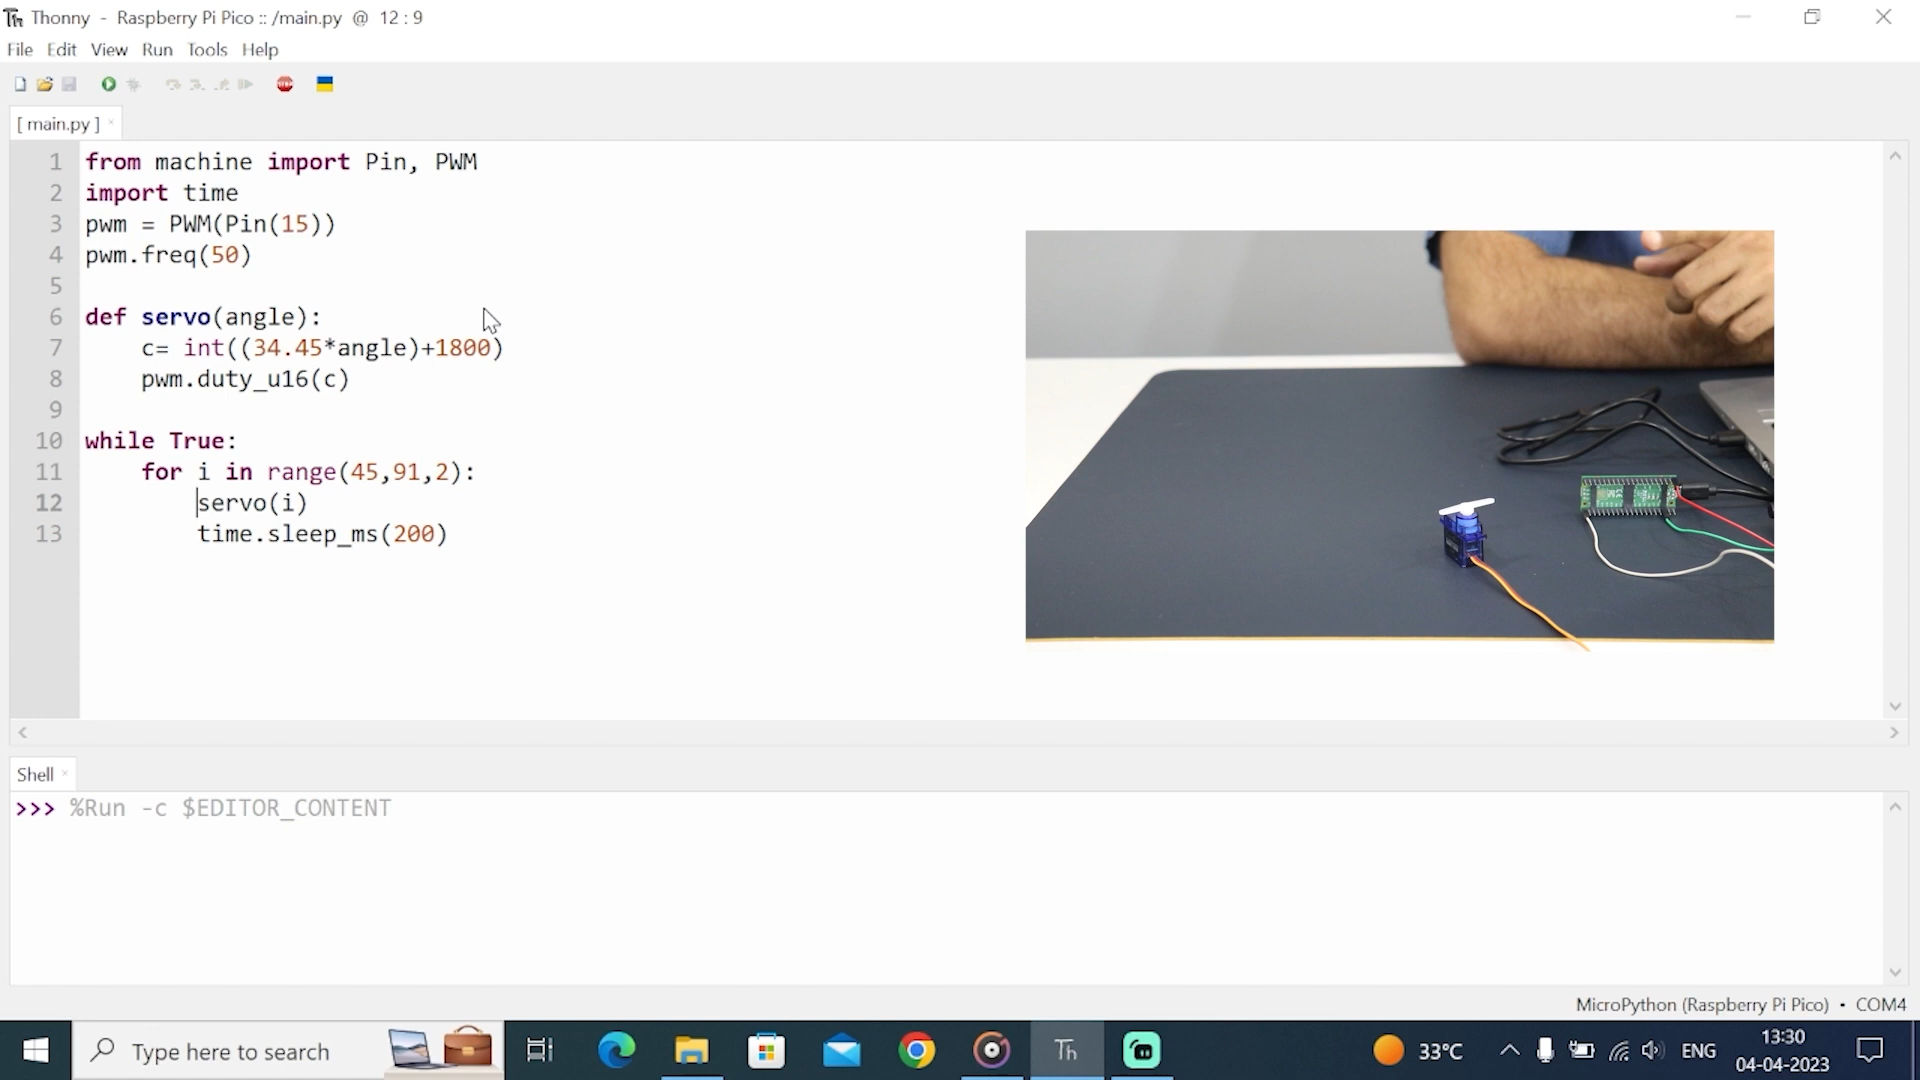 Thonny - Raspberry Pi Pico :: /main.py @ 12 : 9
File Edit View Run Tools Help
[ main.py ] ×
1 from machine import Pin, PWM
2 import time
3 pwm = PWM(Pin(15))
4 pwm.freq(50)
5
6 def servo(angle):
7 c= int((34.45*angle)+1800)
8 pwm.duty_u16(c)
9
10 while True:
11 for i in range(45,91,2):
12 servo(i)
13 time.sleep_ms(200)
Shell ×
>>> %Run -c $EDITOR_CONTENT
MicroPython (Raspberry Pi Pico) • COM4
Type here to search
Th
33°C
ENG
13:30
04-04-2023